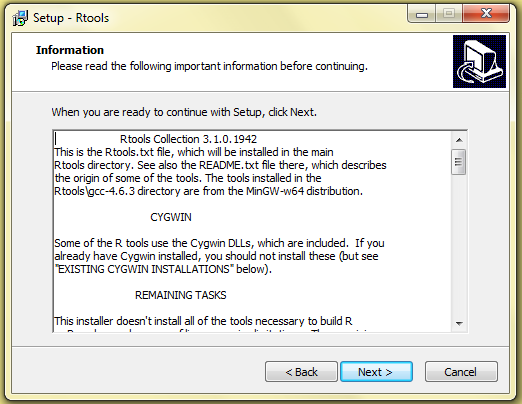 Setup - Rtools
Information
Please read the following important information before continuing.
When you are ready to continue with Setup, click Next.
Rtools Collection 3.1.0.1942
This is the Rtools.txt file, which will be installed in the main
Rtools directory. See also the README.txt file there, which describes
the origin of some of the tools. The tools installed in the
Rtools\gcc-4.6.3 directory are from the MinGW-w64 distribution.
CYGWIN
Some of the R tools use the Cygwin DLLs, which are included.  If you
already have Cygwin installed, you should not install these (but see
"EXISTING CYGWIN INSTALLATIONS" below).
REMAINING TASKS
This installer doesn't install all of the tools necessary to build R
< Back
Next >
Cancel